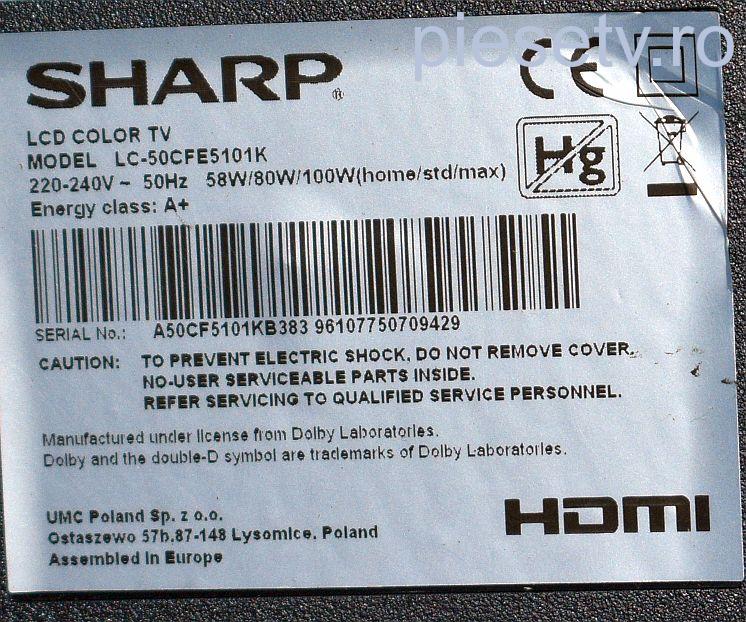 piesetv.ro
SHARP®
CE
LCD COLOR TV
MODEL LC-50CFE5101K
220-240V ~ 50Hz 58W/80W/100W(home/std/max)
Energy class: A+
Hg
SERIAL No.: A50CF5101KB383 96107750709429
CAUTION: TO PREVENT ELECTRIC SHOCK, DO NOT REMOVE COVER.
NO-USER SERVICEABLE PARTS INSIDE.
REFER SERVICING TO QUALIFIED SERVICE PERSONNEL.
Manufactured under license from Dolby Laboratories.
Dolby and the double-D symbol are trademarks of Dolby Laboratories.
UMC Poland Sp. z o.o.
Ostaszewo 57b,87-148 Lysomice, Poland
Assembled in Europe
HDMI